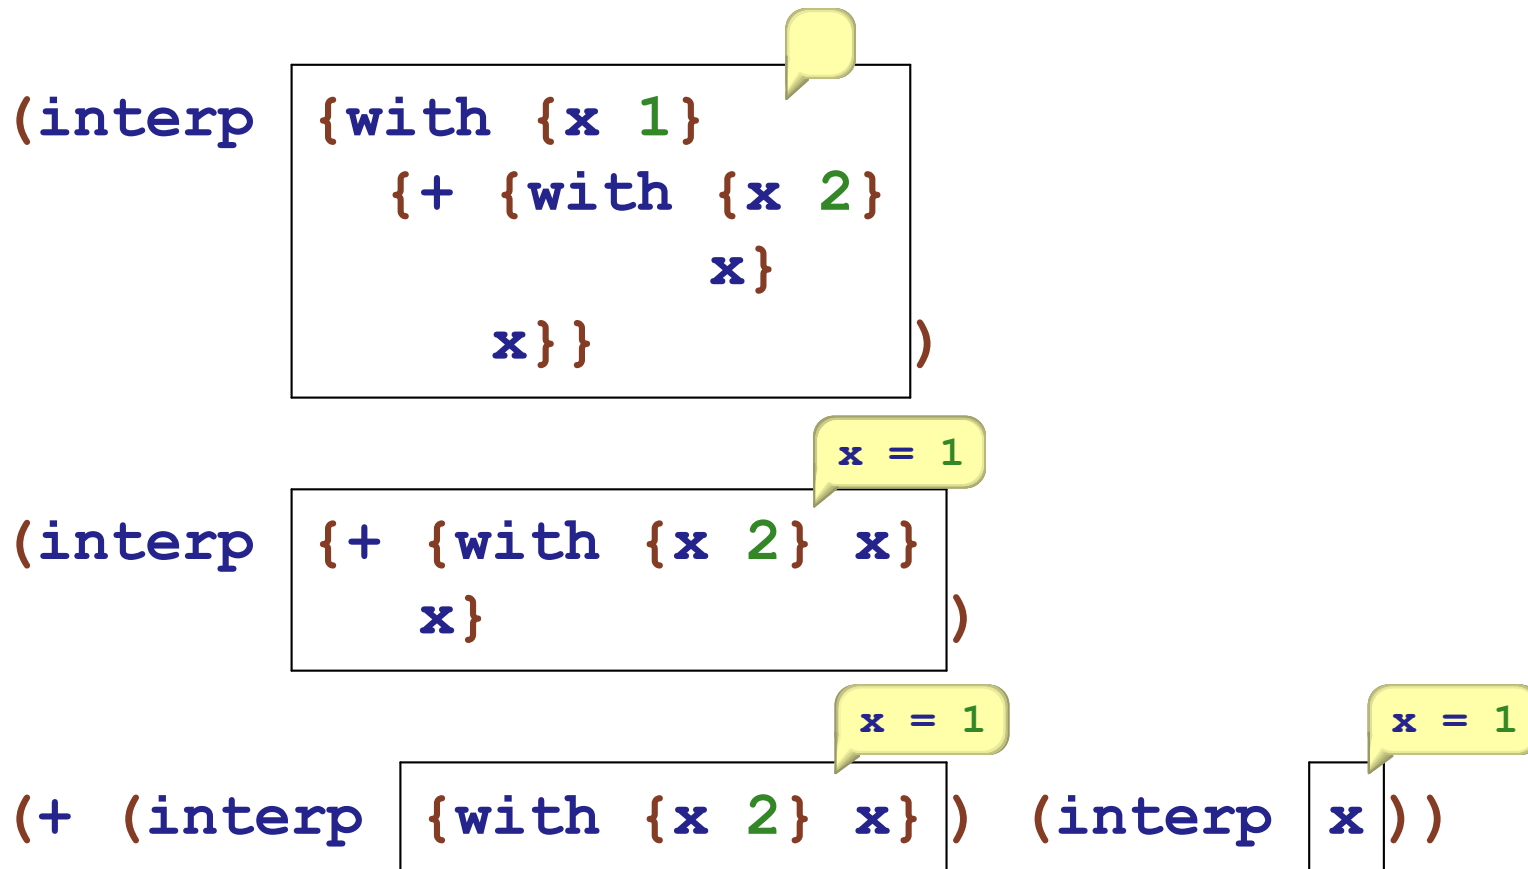 (interp {with {x 1}
{+ {with {x 2}
x}
x}} )
x = 1
(interp {+ {with {x 2} x}
x} )
x = 1 x = 1
(+ (interp {with {x 2} x}) (interp x))